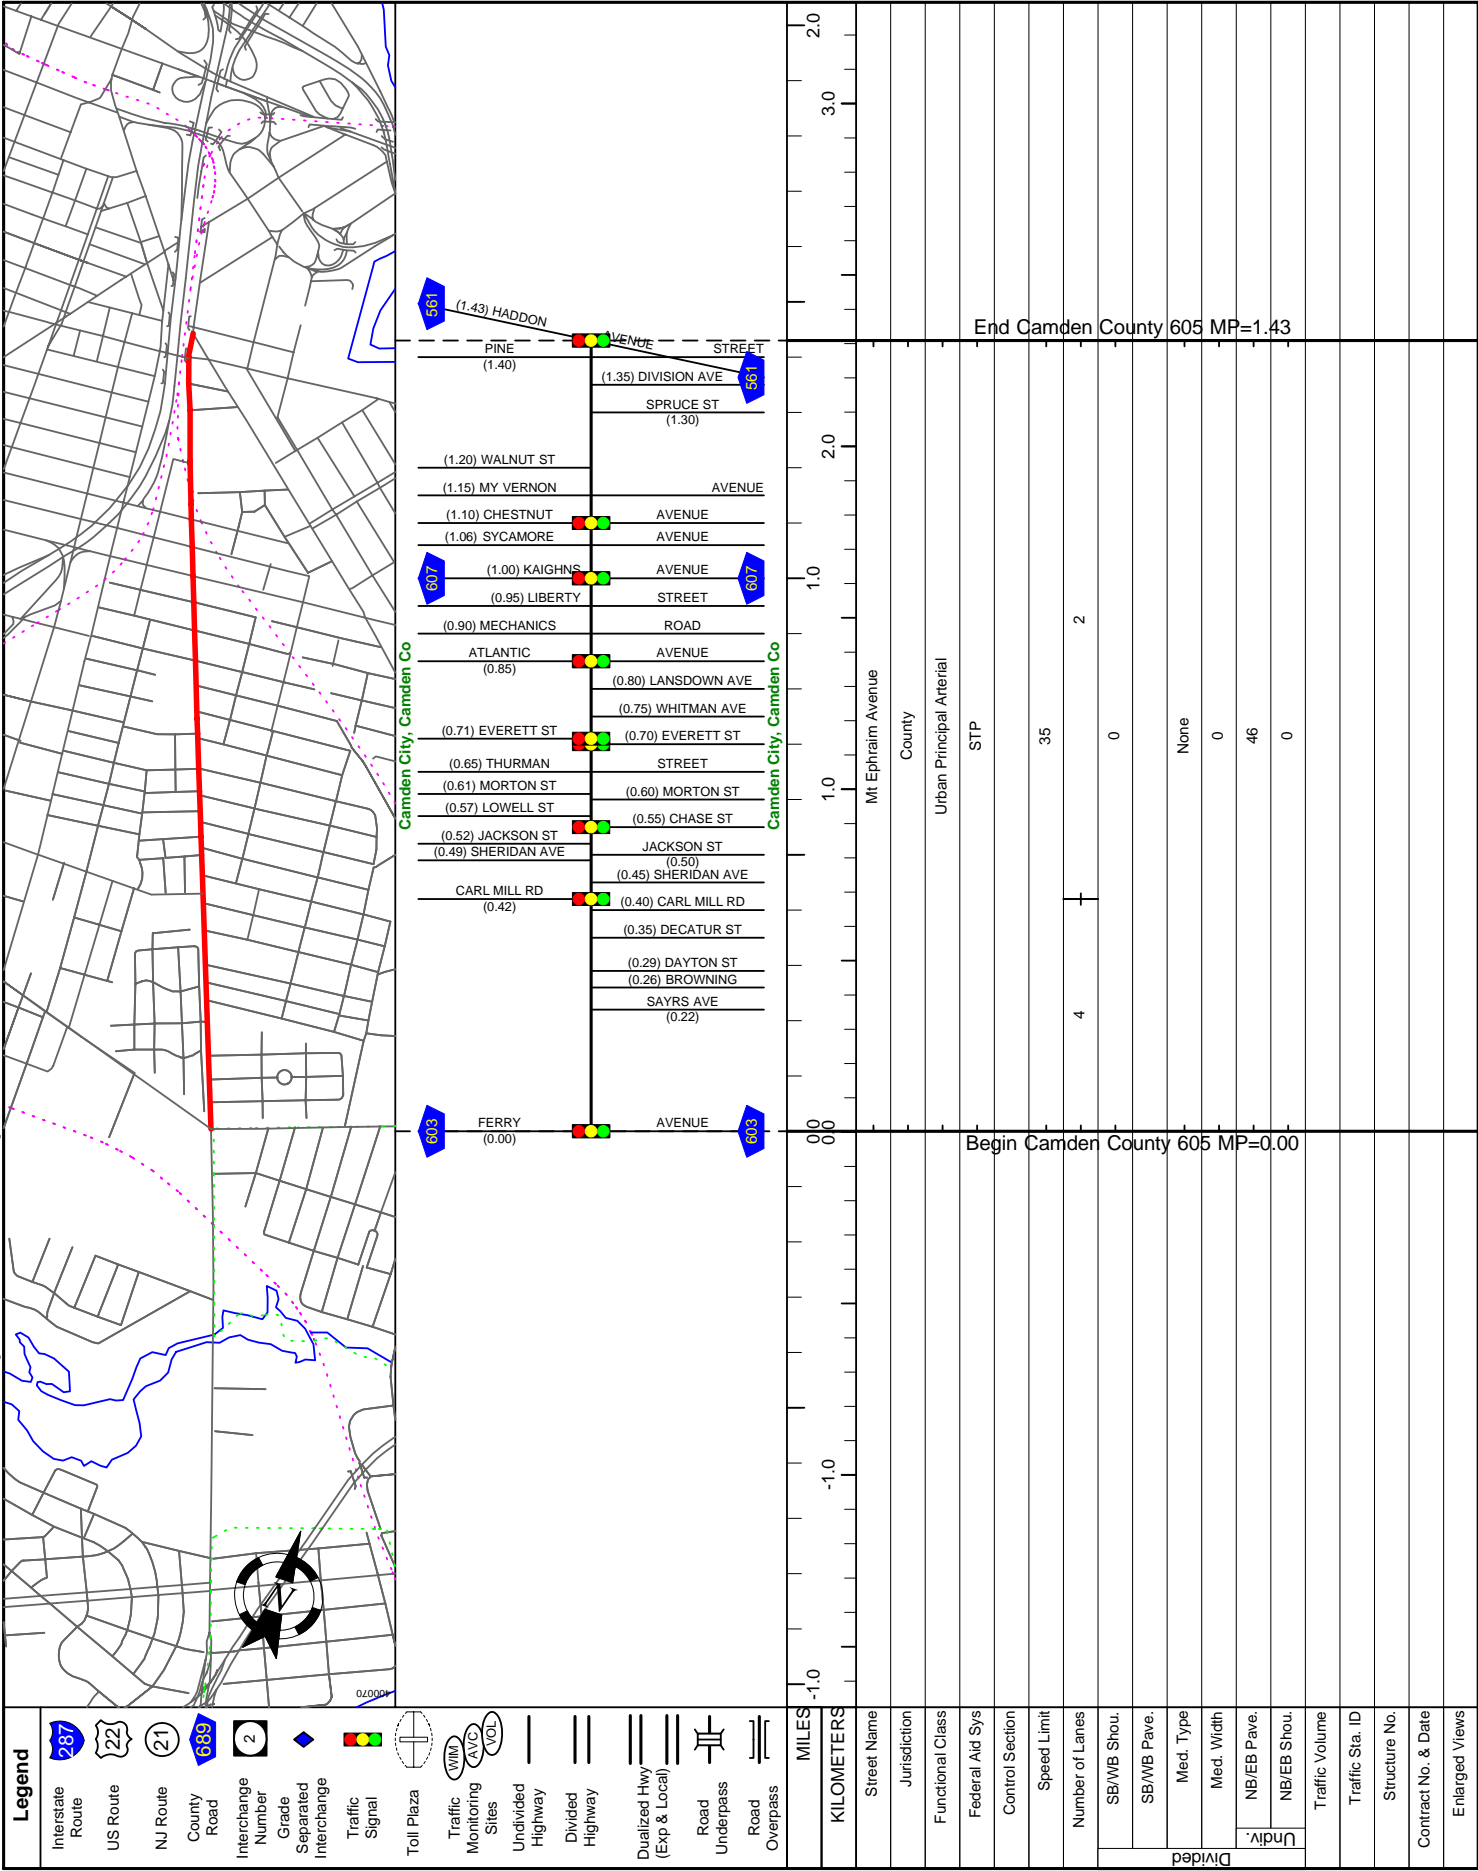 2.0
3.0
561
(1.43) HADDON
AVENUE
End Camden County 605 MP=1.43
PINE
STREET
(1.40)
(1.35) DIVISION AVE
561
SPRUCE ST
(1.30)
2.0
(1.20) WALNUT ST
(1.15) MY VERNON
AVENUE
(1.10) CHESTNUT
AVENUE
(1.06) SYCAMORE
AVENUE
607
(1.00) KAIGHNS
AVENUE
607
1.0
(0.95) LIBERTY
STREET
(0.90) MECHANICS
ROAD
2
ATLANTIC
AVENUE
(0.85)
Camden City, Camden Co
Camden City, Camden Co
(0.80) LANSDOWN AVE
(0.75) WHITMAN AVE
(0.71) EVERETT ST
(0.70) EVERETT ST
(0.65) THURMAN
STREET
(0.61) MORTON ST
(0.60) MORTON ST
1.0
(0.57) LOWELL ST
(0.55) CHASE ST
(0.52) JACKSON ST
JACKSON ST
(0.50)
(0.49) SHERIDAN AVE
(0.45) SHERIDAN AVE
CARL MILL RD
(0.42)
(0.40) CARL MILL RD
(0.35) DECATUR ST
(0.29) DAYTON ST
(0.26) BROWNING
SAYRS AVE
(0.22)
Mt Ephraim Avenue
County
Urban Principal Arterial
STP
35
0
None
0
46
0
4
603
FERRY
(0.00)
AVENUE
603
0.0
0.0
Begin Camden County 605 MP=0.00
-1.0
N
400070
-1.0
Legend
287
Interstate
Route
22
US Route
21
NJ Route
689
County
Road
2
Interchange
Number
Grade
Separated
Interchange
Traffic
Signal
Toll Plaza
WIM
AVC
VOL
Traffic
Monitoring
Sites
Undivided
Highway
Divided
Highway
Dualized Hwy
(Exp & Local)
Road
Underpass
Road
Overpass
MILES
KILOMETERS
Street Name
Jurisdiction
Functional Class
Federal Aid Sys
Control Section
Speed Limit
Number of Lanes
Divided
SB/WB Shou.
SB/WB Pave.
Med. Type
Med. Width
Undiv.
NB/EB Pave.
NB/EB Shou.
Traffic Volume
Traffic Sta. ID
Structure No.
Contract No. & Date
Enlarged Views